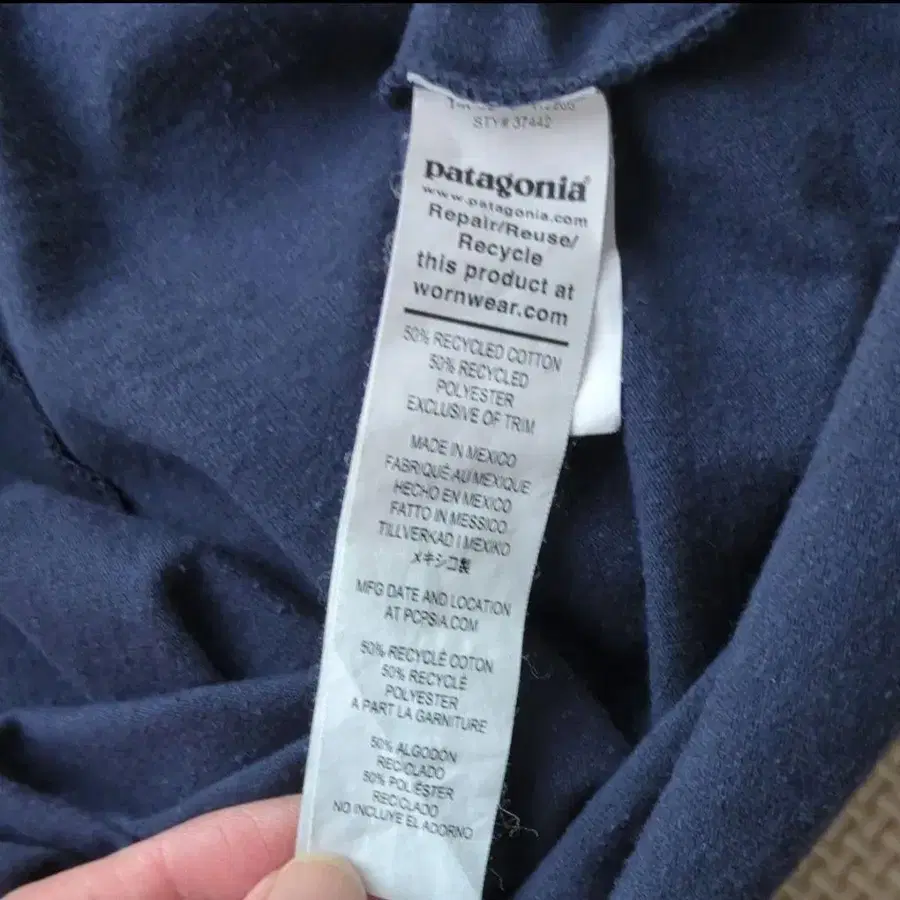 STY# 37442
patagonia®
www.patagonia.com
Repair/Reuse/
Recycle
this product at
wornwear.com
50% RECYCLED COTTON
50% RECYCLED
POLYESTER
EXCLUSIVE OF TRIM
MADE IN MEXICO
FABRIQUÉ AU MEXIQUE
HECHO EN MEXICO
FATTO IN MESSICO
TILLVERKAD I MEXIKO
メキシコ製
MFG DATE AND LOCATION
AT PCPSIA.COM
50% RECYCLÉ COTON
50% RECYCLÉ
POLYESTER
A PART LA GARNITURE
50% ALGODÓN
RECICLADO
50% POLIÉSTER
RECICLADO
NO INCLUYE EL ADORNO